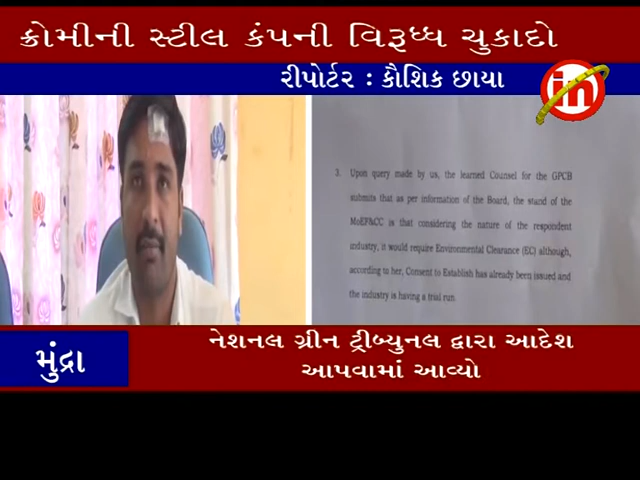 ક્રોમીની સ્ટીલ કંપની વિરૂધ્ધ ચુકાદો
રીપોર્ટર : કૌશિક છાયા
in
3. Upon query made by us, the learned Counsel for the GPCB
submits that as per information of the Board, the stand of the
MoEF&CC is that considering the nature of the respondent
industry, it would require Environmental Clearance (EC) although,
according to her, Consent to Establish has already been issued and
the industry is having a trial run.
મુંદ્રા
નેશનલ ગ્રીન ટ્રીબ્યુનલ દ્વારા આદેશ
આપવામાં આવ્યો